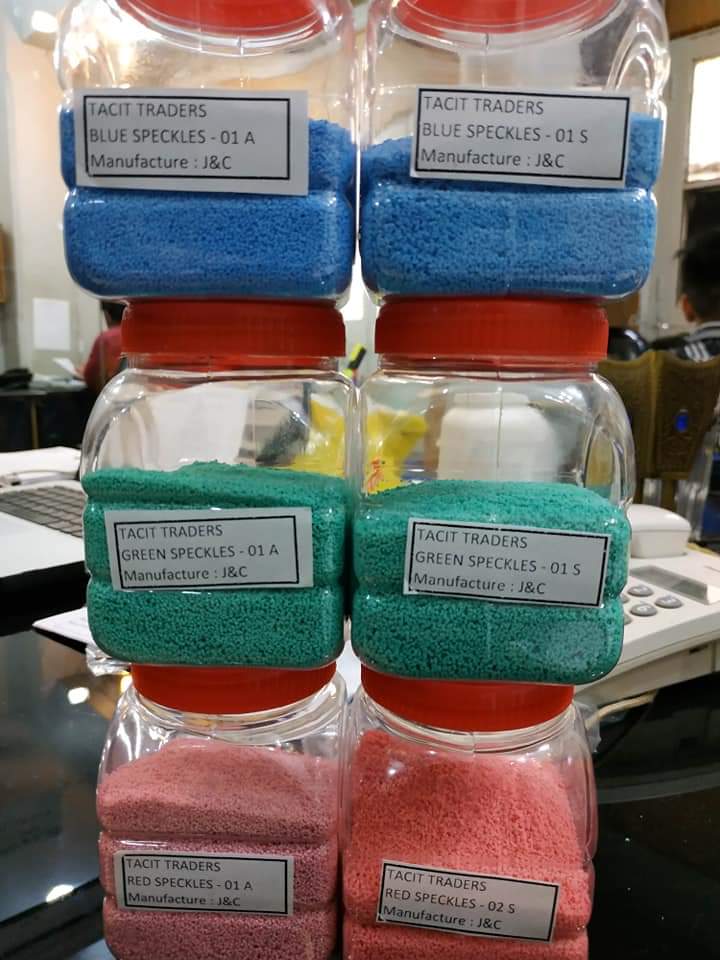 TACIT TRADERS
BLUE SPECKLES - 01 A
Manufacture : J&C
TACIT TRADERS
BLUE SPECKLES - 01 S
Manufacture : J&C
TACIT TRADERS
GREEN SPECKLES - 01 A
Manufacture : J&C
TACIT TRADERS
GREEN SPECKLES - 01 S
Manufacture : J&C
TACIT TRADERS
RED SPECKLES - 01 A
Manufacture : J&C
TACIT TRADERS
RED SPECKLES - 02 S
Manufacture : J&C